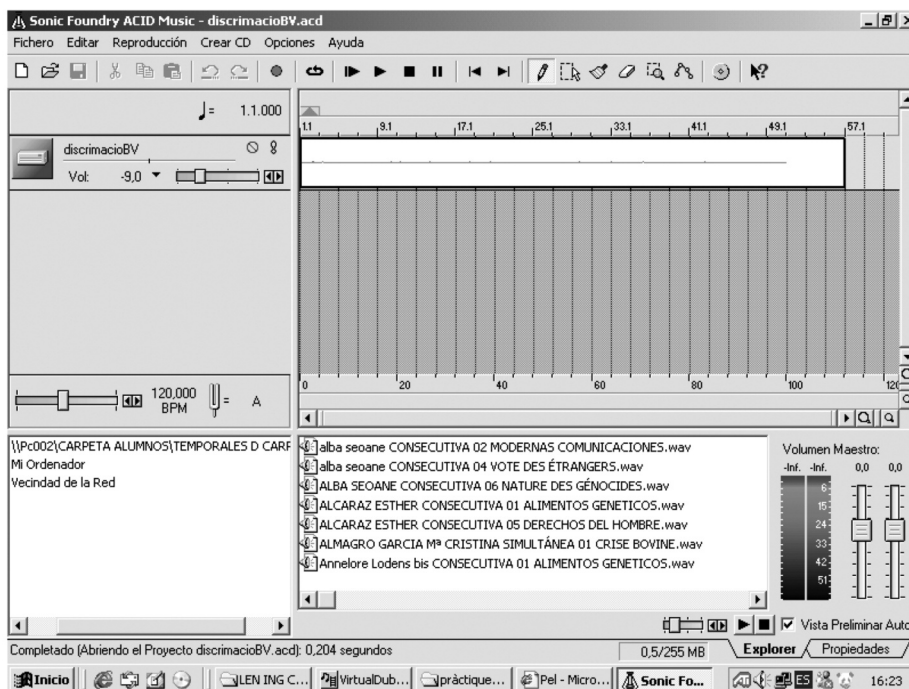 Sonic Foundry ACID Music - discrimacioBV.acd
Fichero Editar Reproducción Crear CD Opciones Ayuda
= 1.1.000
1.1 9.1 17.1 25.1 33.1 41.1 49.1 57.1
discrimacioBV
Vol: -9,0
0 20 40 60 80 100 120
120,000 = A
BPM
\\Pc002\CARPETA ALUMNOS\TEMPORALES D CARP
Mi Ordenador
Vecindad de la Red
alba seoane CONSECUTIVA 02 MODERNAS COMUNICACIONES.wav
alba seoane CONSECUTIVA 04 VOTE DES ÉTRANGERS.wav
ALBA SEOANE CONSECUTIVA 06 NATURE DES GÉNOCIDES.wav
ALCARAZ ESTHER CONSECUTIVA 01 ALIMENTOS GENETICOS.wav
ALCARAZ ESTHER CONSECUTIVA 05 DERECHOS DEL HOMBRE.wav
ALMAGRO GARCIA Mª CRISTINA SIMULTÁNEA 01 CRISE BOVINE.wav
Annelore Lodens bis CONSECUTIVA 01 ALIMENTOS GENETICOS.wav
Volumen Maestro:
-Inf. -Inf. 0,0 0,0
6
15
24
33
42
51
Vista Preliminar Auto
Completado (Abriendo el Proyecto discrimacioBV.acd): 0,204 segundos 0,5/255 MB Explorer Propiedades
Inicio LEN ING C... VirtualDub... pràctique... Pel - Micro... Sonic Fo... ES 16:23